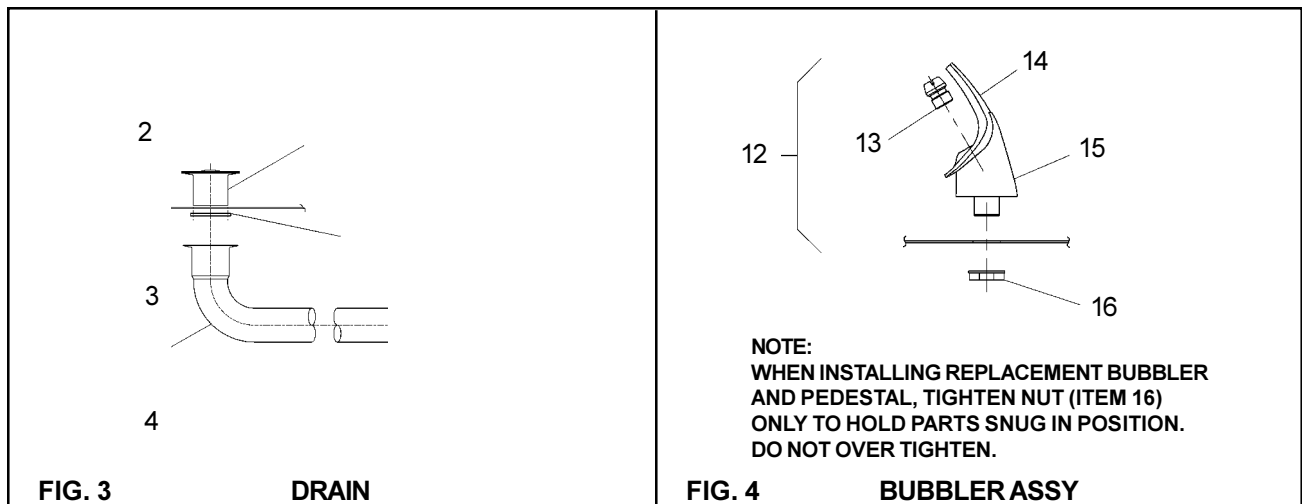 2
3
4
FIG. 3 DRAIN
14
13
12
15
16
NOTE:
WHEN INSTALLING REPLACEMENT BUBBLER
AND PEDESTAL, TIGHTEN NUT (ITEM 16)
ONLY TO HOLD PARTS SNUG IN POSITION.
DO NOT OVER TIGHTEN.
FIG. 4 BUBBLER ASSY